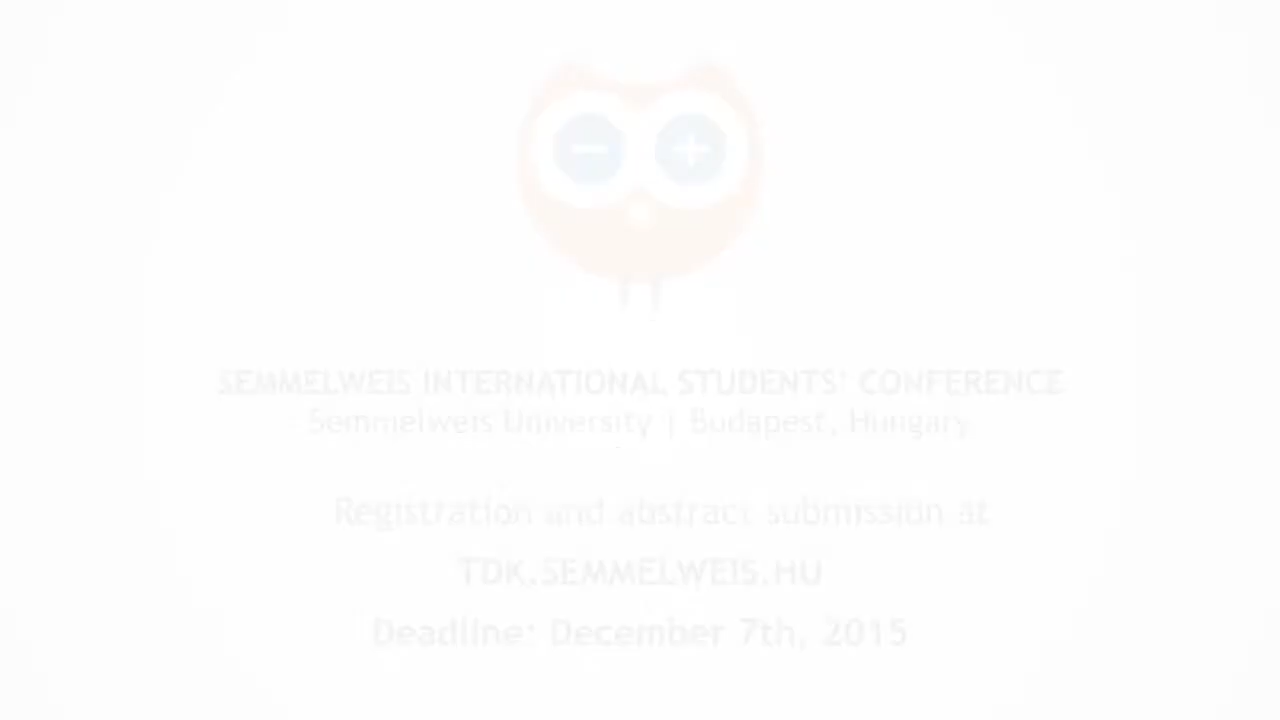 SEMMELWEIS INTERNATIONAL STUDENTS' CONFERENCE
Semmelweis University | Budapest, Hungary
Registration and abstract submission at
TDK.SEMMELWEIS.HU
Deadline: December 7th, 2015